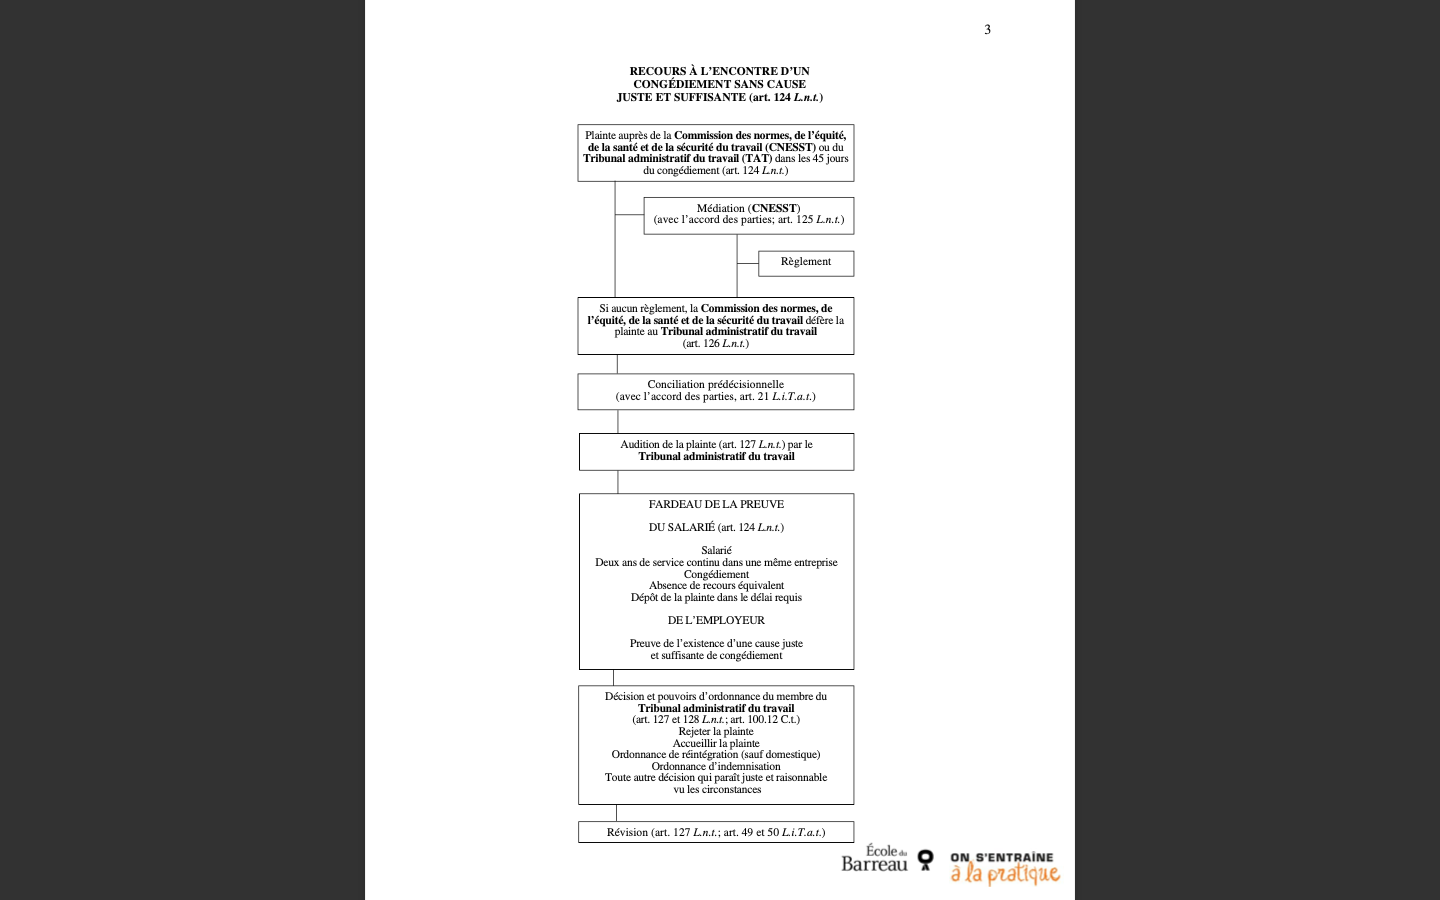 3
RECOURS À L'ENCONTRE D'UN
CONGÉDIEMENT SANS CAUSE
JUSTE ET SUFFISANTE (art. 124 L.n.t.)
Plainte auprès de la Commission des normes, de l'équité,
de la santé et de la sécurité du travail (CNESST) ou du
Tribunal administratif du travail (TAT) dans les 45 jours
du congédiement (art. 124 L.n.t.)
Médiation (CNESST)
(avec l'accord des parties; art. 125 L.n.t.)
Règlement
Si aucun règlement, la Commission des normes, de
l'équité, de la santé et de la sécurité du travail défère la
plainte au Tribunal administratif du travail
(art. 126 L.n.t.)
Conciliation prédécisionnelle
(avec l'accord des parties, art. 21 L.i.T.a.t.)
Audition de la plainte (art. 127 L.n.t.) par le
Tribunal administratif du travail
FARDEAU DE LA PREUVE
DU SALARIÉ (art. 124 L.n.t.)
Salarié
Deux ans de service continu dans une même entreprise
Congédiement
Absence de recours équivalent
Dépôt de la plainte dans le délai requis
DE L'EMPLOYEUR
Preuve de l'existence d'une cause juste
et suffisante de congédiement
Décision et pouvoirs d'ordonnance du membre du
Tribunal administratif du travail
(art. 127 et 128 L.n.t.; art. 100.12 C.t.)
Rejeter la plainte
Accueillir la plainte
Ordonnance de réintégration (sauf domestique)
Ordonnance d'indemnisation
Toute autre décision qui paraît juste et raisonnable
vu les circonstances
Révision (art. 127 L.n.t.; art. 49 et 50 L.i.T.a.t.)
École du
Barreau
ON S'ENTRAÎNE
à la pratique